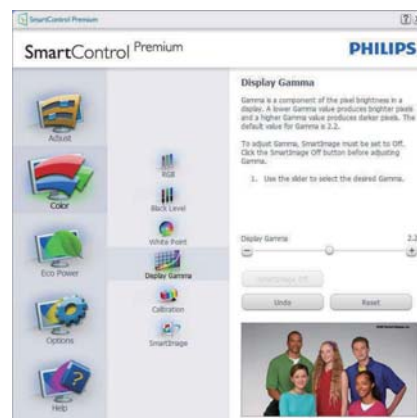 SmartControl Premium
SmartControl Premium
PHILIPS
Adjust
Color
Eco Power
Options
Help
RGB
Black Level
White Point
Display Gamma
Calibration
SmartImage
Display Gamma
Gamma is a component of the pixel brightness in a
display. A lower Gamma value produces brighter pixels
and a higher Gamma value produces darker pixels. The
default value for Gamma is 2.2.
To adjust Gamma, SmartImage must be set to Off.
Click the SmartImage Off button before adjusting
Gamma.
1. Use the slider to select the desired Gamma.
Display Gamma 2.2
SmartImage Off
Undo Reset